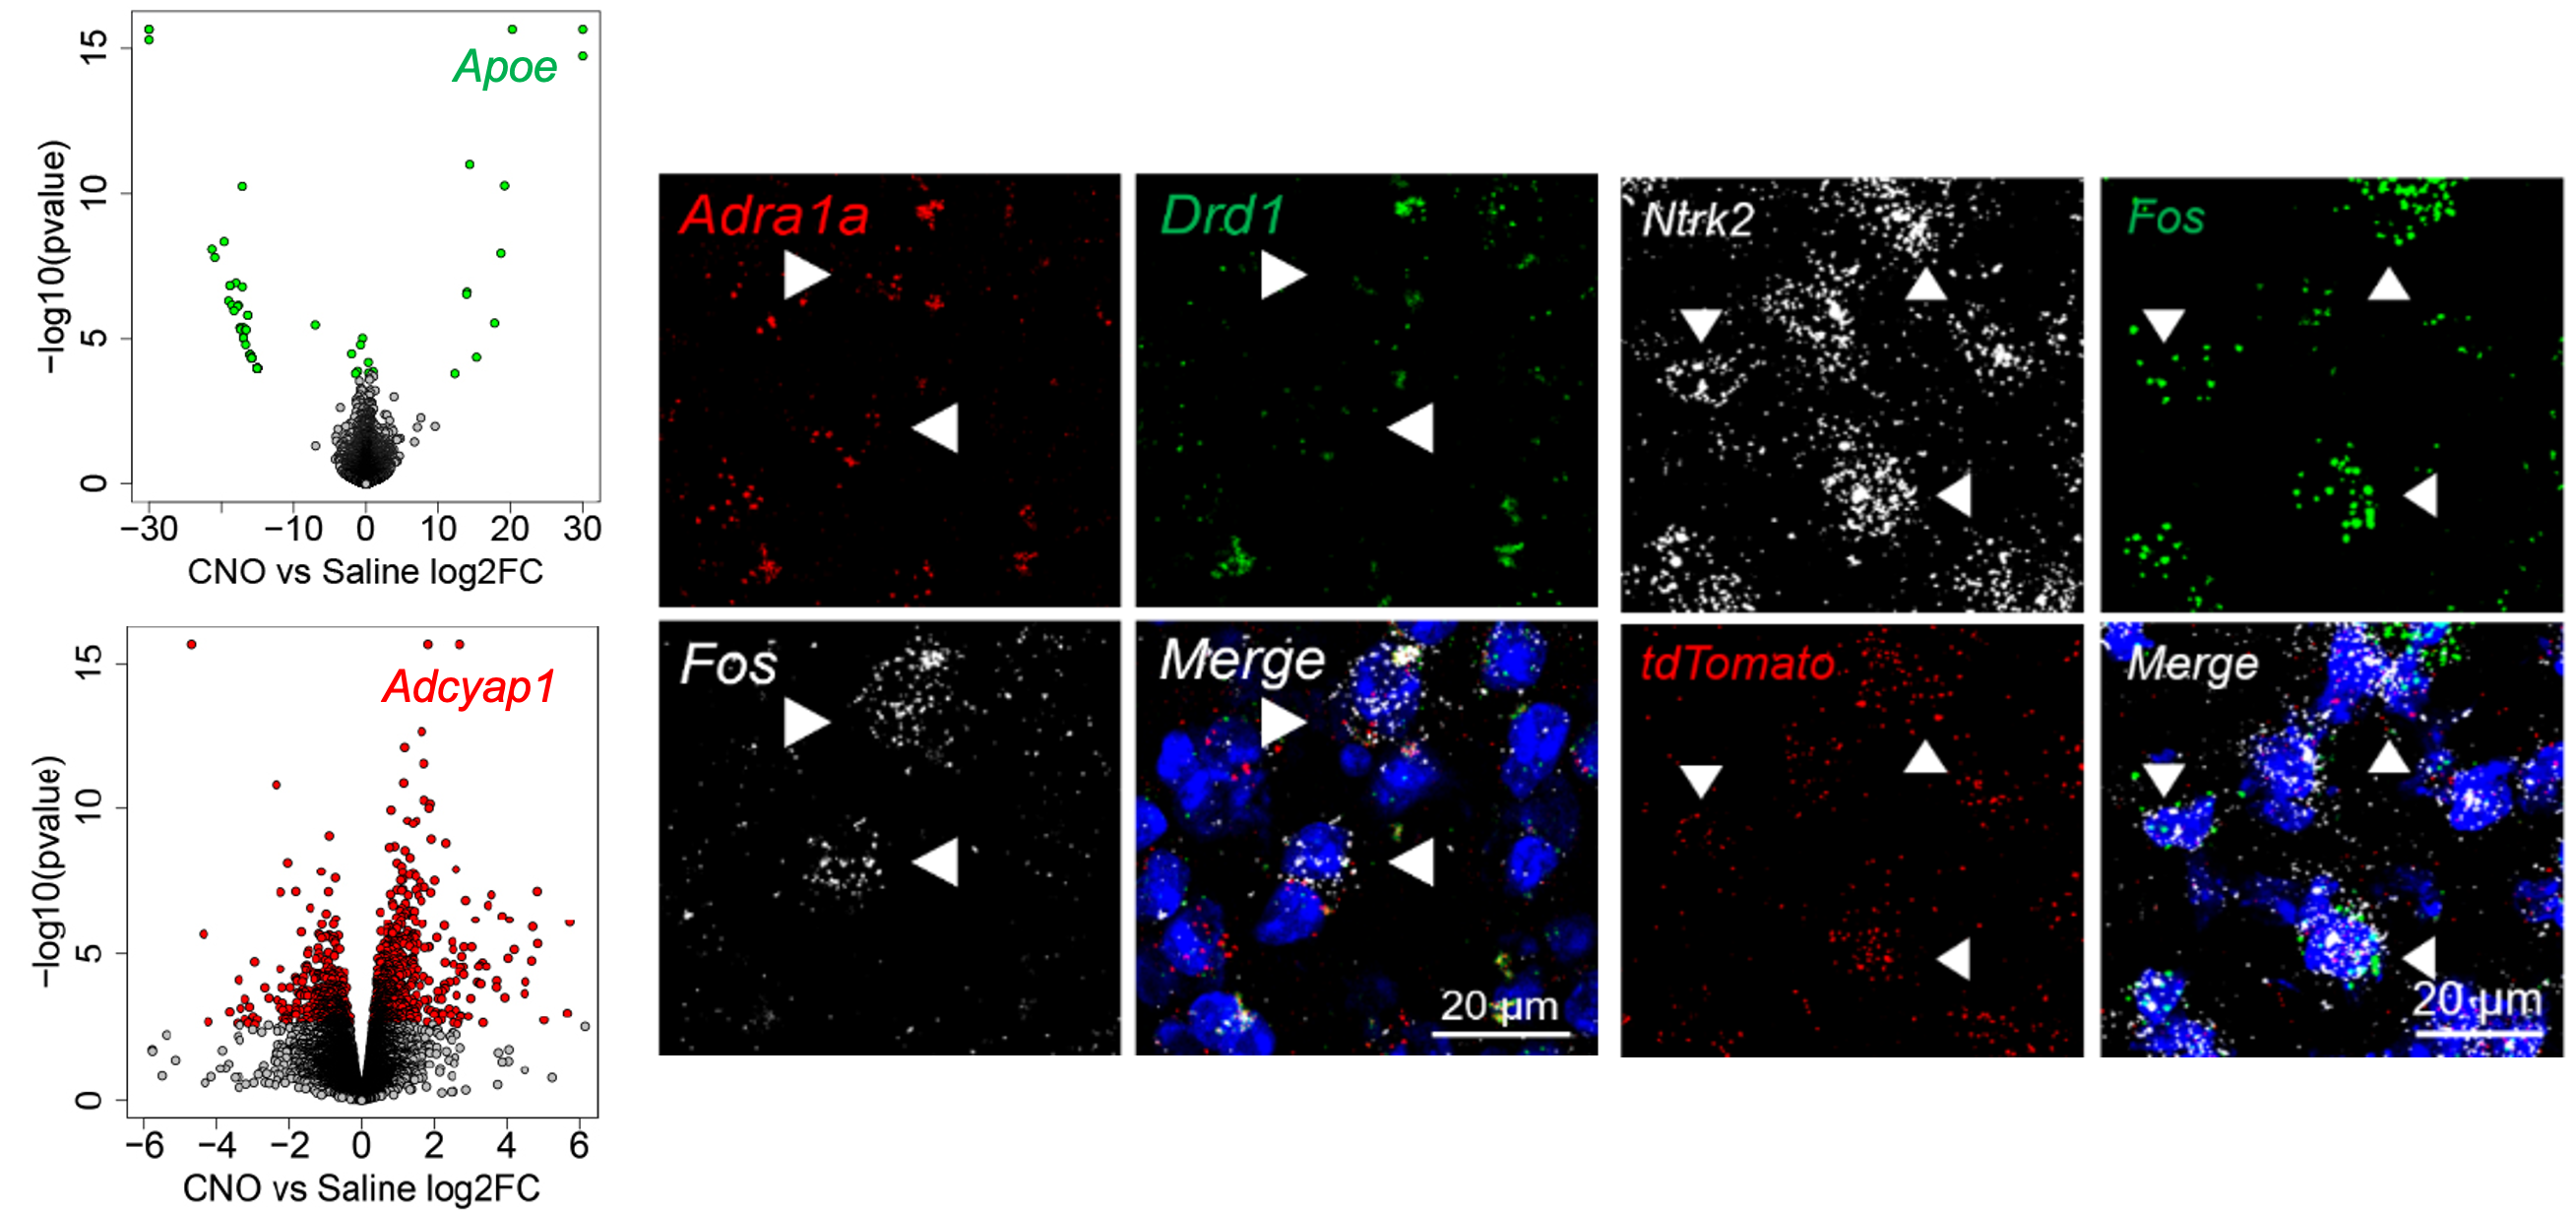 Apoe
15
10
5
0
−log10(pvalue)
−30
−10
0
10
20
30
CNO vs Saline log2FC
Adcyap1
15
10
5
0
−log10(pvalue)
−6
−4
−2
0
2
4
6
CNO vs Saline log2FC
Adra1a
Drd1
Fos
Merge
20 µm
Ntrk2
Fos
tdTomato
Merge
20 µm